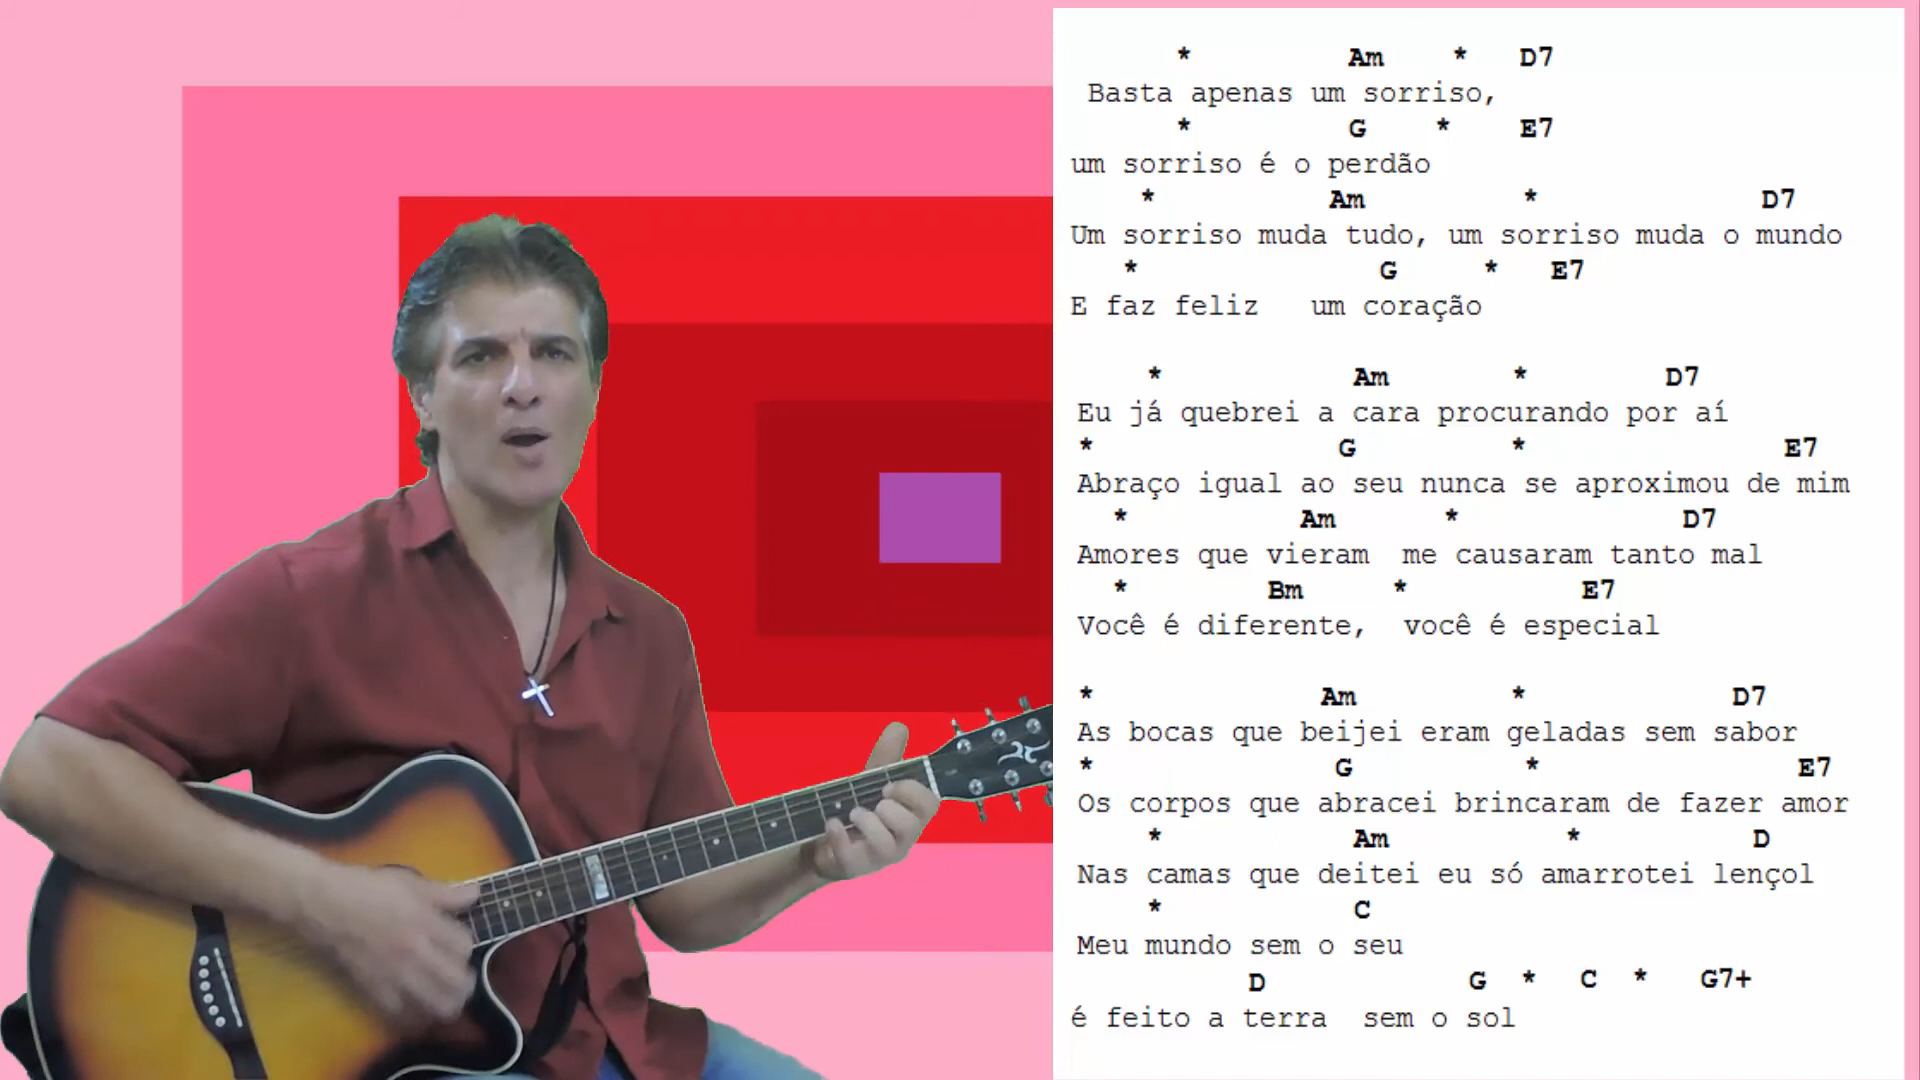 * Am * D7
Basta apenas um sorriso,
* G * E7
um sorriso é o perdão
* Am * D7
Um sorriso muda tudo, um sorriso muda o mundo
* G * E7
E faz feliz um coração
* Am * D7
Eu já quebrei a cara procurando por aí
* G * E7
Abraço igual ao seu nunca se aproximou de mim
* Am * D7
Amores que vieram me causaram tanto mal
* Bm * E7
Você é diferente, você é especial
* Am * D7
As bocas que beijei eram geladas sem sabor
* G * E7
Os corpos que abracei brincaram de fazer amor
* Am * D
Nas camas que deitei eu só amarrotei lençol
* C
Meu mundo sem o seu
D G * C * G7+
é feito a terra sem o sol